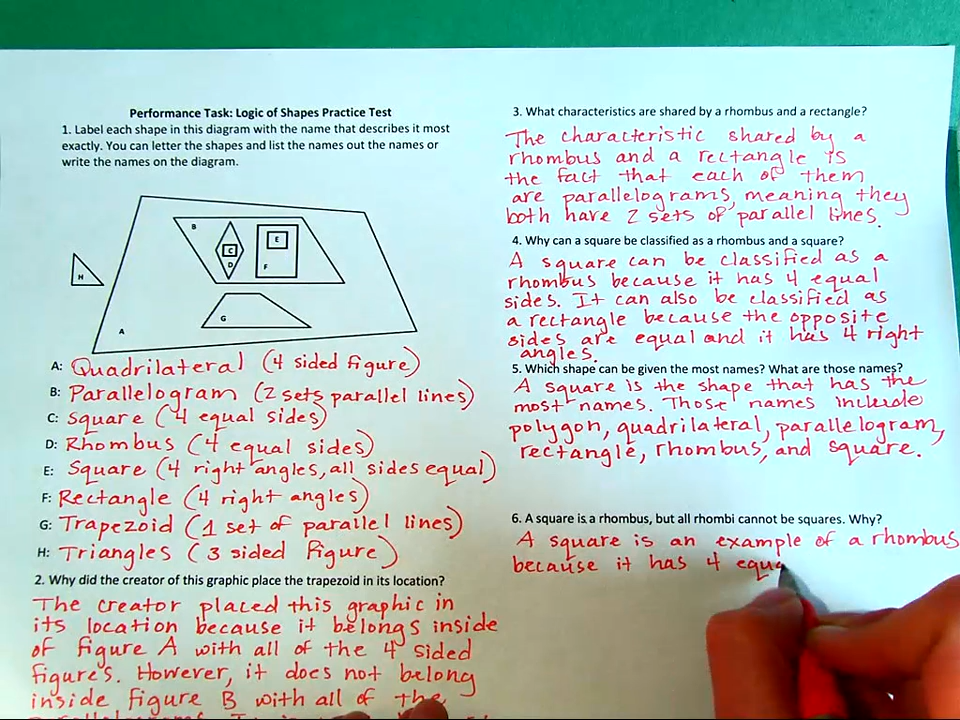 Performance Task: Logic of Shapes Practice Test
1. Label each shape in this diagram with the name that describes it most
exactly. You can letter the shapes and list the names out the names or
write the names on the diagram.
B
C
D
E
F
H
G
A
A: Quadrilateral (4 sided figure)
B: Parallelogram (2 sets parallel lines)
C: Square (4 equal sides)
D: Rhombus (4 equal sides)
E: Square (4 right angles, all sides equal)
F: Rectangle (4 right angles)
G: Trapezoid (1 set of parallel lines)
H: Triangles (3 sided figure)
2. Why did the creator of this graphic place the trapezoid in its location?
The creator placed this graphic in
its location because it belongs inside
of figure A with all of the 4 sided
figures. However, it does not belong
inside figure B with all of the
3. What characteristics are shared by a rhombus and a rectangle?
The characteristic shared by a
rhombus and a rectangle is
the fact that each of them
are parallelograms, meaning they
both have 2 sets of parallel lines.
4. Why can a square be classified as a rhombus and a square?
A square can be classified as a
rhombus because it has 4 equal
sides. It can also be classified as
a rectangle because the opposite
sides are equal and it has 4 right
angles.
5. Which shape can be given the most names? What are those names?
A square is the shape that has the
most names. Those names include
polygon, quadrilateral, parallelogram,
rectangle, rhombus, and square.
6. A square is a rhombus, but all rhombi cannot be squares. Why?
A square is an example of a rhombus
because it has 4 equa